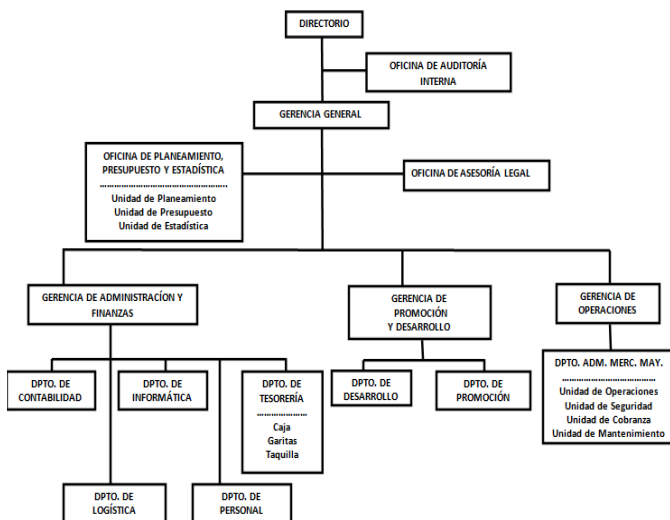 DIRECTORIO
OFICINA DE AUDITORÍA
INTERNA
GERENCIA GENERAL
OFICINA DE PLANEAMIENTO,
PRESUPUESTO Y ESTADÍSTICA
................................................
Unidad de Planeamiento
Unidad de Presupuesto
Unidad de Estadística
OFICINA DE ASESORÍA LEGAL
GERENCIA DE ADMINISTRACÍON Y
FINANZAS
GERENCIA DE
PROMOCIÓN
Y DESARROLLO
GERENCIA DE
OPERACIONES
DPTO. DE
CONTABILIDAD
DPTO. DE
INFORMÁTICA
DPTO. DE
TESORERÍA
...................
Caja
Garitas
Taquilla
DPTO. DE
DESARROLLO
DPTO. DE
PROMOCIÓN
DPTO. ADM. MERC. MAY.
..................................
Unidad de Operaciones
Unidad de Seguridad
Unidad de Cobranza
Unidad de Mantenimiento
DPTO. DE
LOGÍSTICA
DPTO. DE
PERSONAL